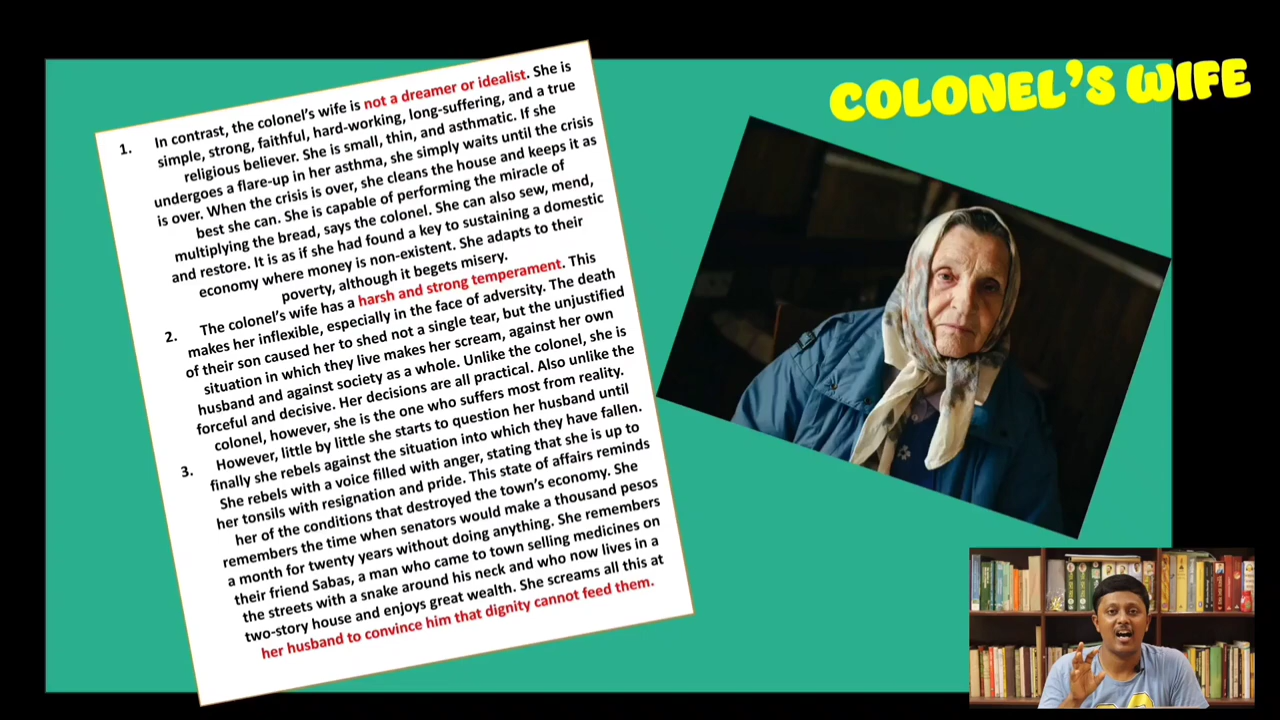 COLONEL'S WIFE
1. In contrast, the colonel's wife is not a dreamer or idealist. She is
simple, strong, faithful, hard-working, long-suffering, and a true
religious believer. She is small, thin, and asthmatic. If she
undergoes a flare-up in her asthma, she simply waits until the crisis
is over. When the crisis is over, she cleans the house and keeps it as
best she can. She is capable of performing the miracle of
multiplying the bread, says the colonel. She can also sew, mend,
and restore. It is as if she had found a key to sustaining a domestic
economy where money is non-existent. She adapts to their
poverty, although it begets misery.
2. The colonel's wife has a harsh and strong temperament. This
makes her inflexible, especially in the face of adversity. The death
of their son caused her to shed not a single tear, but the unjustified
situation in which they live makes her scream, against her own
husband and against society as a whole. Unlike the colonel, she is
forceful and decisive. Her decisions are all practical. Also unlike the
colonel, however, she is the one who suffers most from reality.
3. However, little by little she starts to question her husband until
finally she rebels against the situation into which they have fallen.
She rebels with a voice filled with anger, stating that she is up to
her tonsils with resignation and pride. This state of affairs reminds
her of the conditions that destroyed the town's economy. She
remembers the time when senators would make a thousand pesos
a month for twenty years without doing anything. She remembers
their friend Sabas, a man who came to town selling medicines on
the streets with a snake around his neck and who now lives in a
two-story house and enjoys great wealth. She screams all this at
her husband to convince him that dignity cannot feed them.